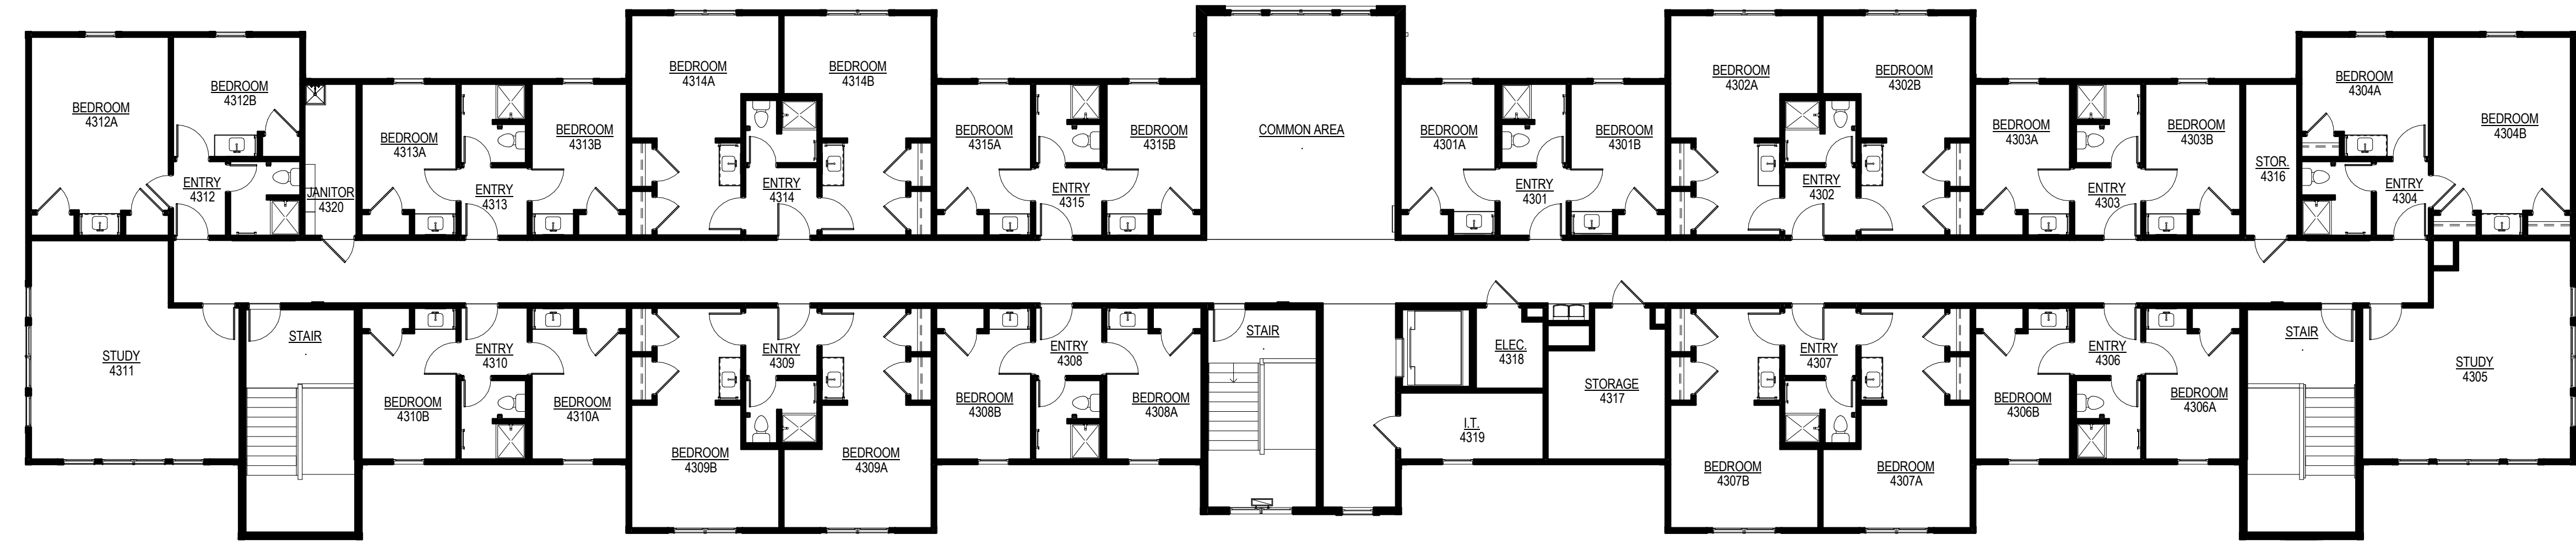 BEDROOM
4312A
BEDROOM
4312B
ENTRY
4312
JANITOR
4320
BEDROOM
4313A
ENTRY
4313
BEDROOM
4313B
BEDROOM
4314A
ENTRY
4314
BEDROOM
4314B
BEDROOM
4315A
ENTRY
4315
BEDROOM
4315B
COMMON AREA
BEDROOM
4301A
ENTRY
4301
BEDROOM
4301B
BEDROOM
4302A
ENTRY
4302
BEDROOM
4302B
BEDROOM
4303A
ENTRY
4303
BEDROOM
4303B
STOR.
4316
BEDROOM
4304A
ENTRY
4304
BEDROOM
4304B
STUDY
4311
STAIR
BEDROOM
4310B
ENTRY
4310
BEDROOM
4310A
BEDROOM
4309B
ENTRY
4309
BEDROOM
4309A
BEDROOM
4308B
ENTRY
4308
BEDROOM
4308A
STAIR
ELEC.
4318
I.T.
4319
STORAGE
4317
BEDROOM
4307B
ENTRY
4307
BEDROOM
4307A
BEDROOM
4306B
ENTRY
4306
BEDROOM
4306A
STAIR
STUDY
4305